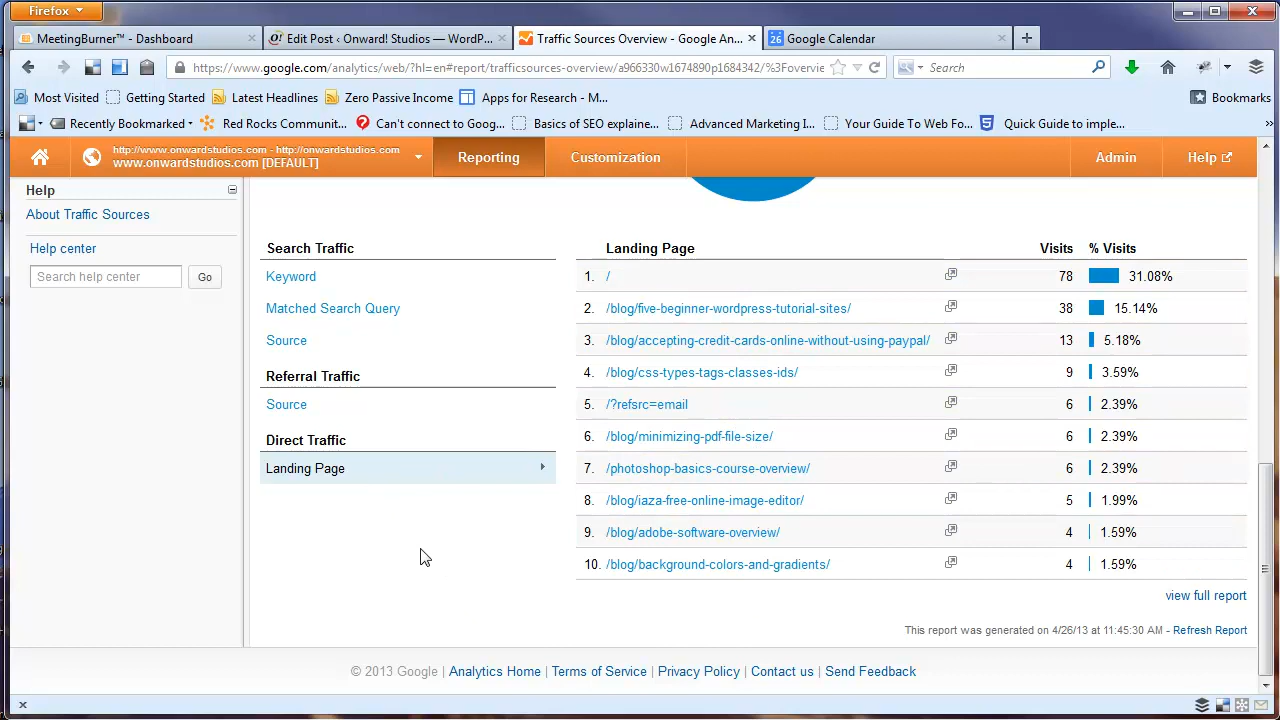 Firefox
MeetingBurner™ - Dashboard
Edit Post ‹ Onward! Studios — WordP...
Traffic Sources Overview - Google An...
26 Google Calendar
https://www.google.com/analytics/web/?hl=en#report/trafficsources-overview/a966330w1674890p1684342/%3Fovervie
Search
Most Visited
Getting Started
Latest Headlines
Zero Passive Income
Apps for Research - M...
Bookmarks
Recently Bookmarked
Red Rocks Communit...
Can't connect to Goog...
Basics of SEO explaine...
Advanced Marketing I...
Your Guide To Web Fo...
Quick Guide to imple...
http://www.onwardstudios.com - http://onwardstudios.com
www.onwardstudios.com [DEFAULT]
Reporting
Customization
Admin
Help
Help
About Traffic Sources
Help center
Search help center
Go
Search Traffic
Keyword
Matched Search Query
Source
Referral Traffic
Source
Direct Traffic
Landing Page
Landing Page Visits % Visits
1. / 78 31.08%
2. /blog/five-beginner-wordpress-tutorial-sites/ 38 15.14%
3. /blog/accepting-credit-cards-online-without-using-paypal/ 13 5.18%
4. /blog/css-types-tags-classes-ids/ 9 3.59%
5. /?refsrc=email 6 2.39%
6. /blog/minimizing-pdf-file-size/ 6 2.39%
7. /photoshop-basics-course-overview/ 6 2.39%
8. /blog/iaza-free-online-image-editor/ 5 1.99%
9. /blog/adobe-software-overview/ 4 1.59%
10. /blog/background-colors-and-gradients/ 4 1.59%
view full report
This report was generated on 4/26/13 at 11:45:30 AM - Refresh Report
© 2013 Google | Analytics Home | Terms of Service | Privacy Policy | Contact us | Send Feedback